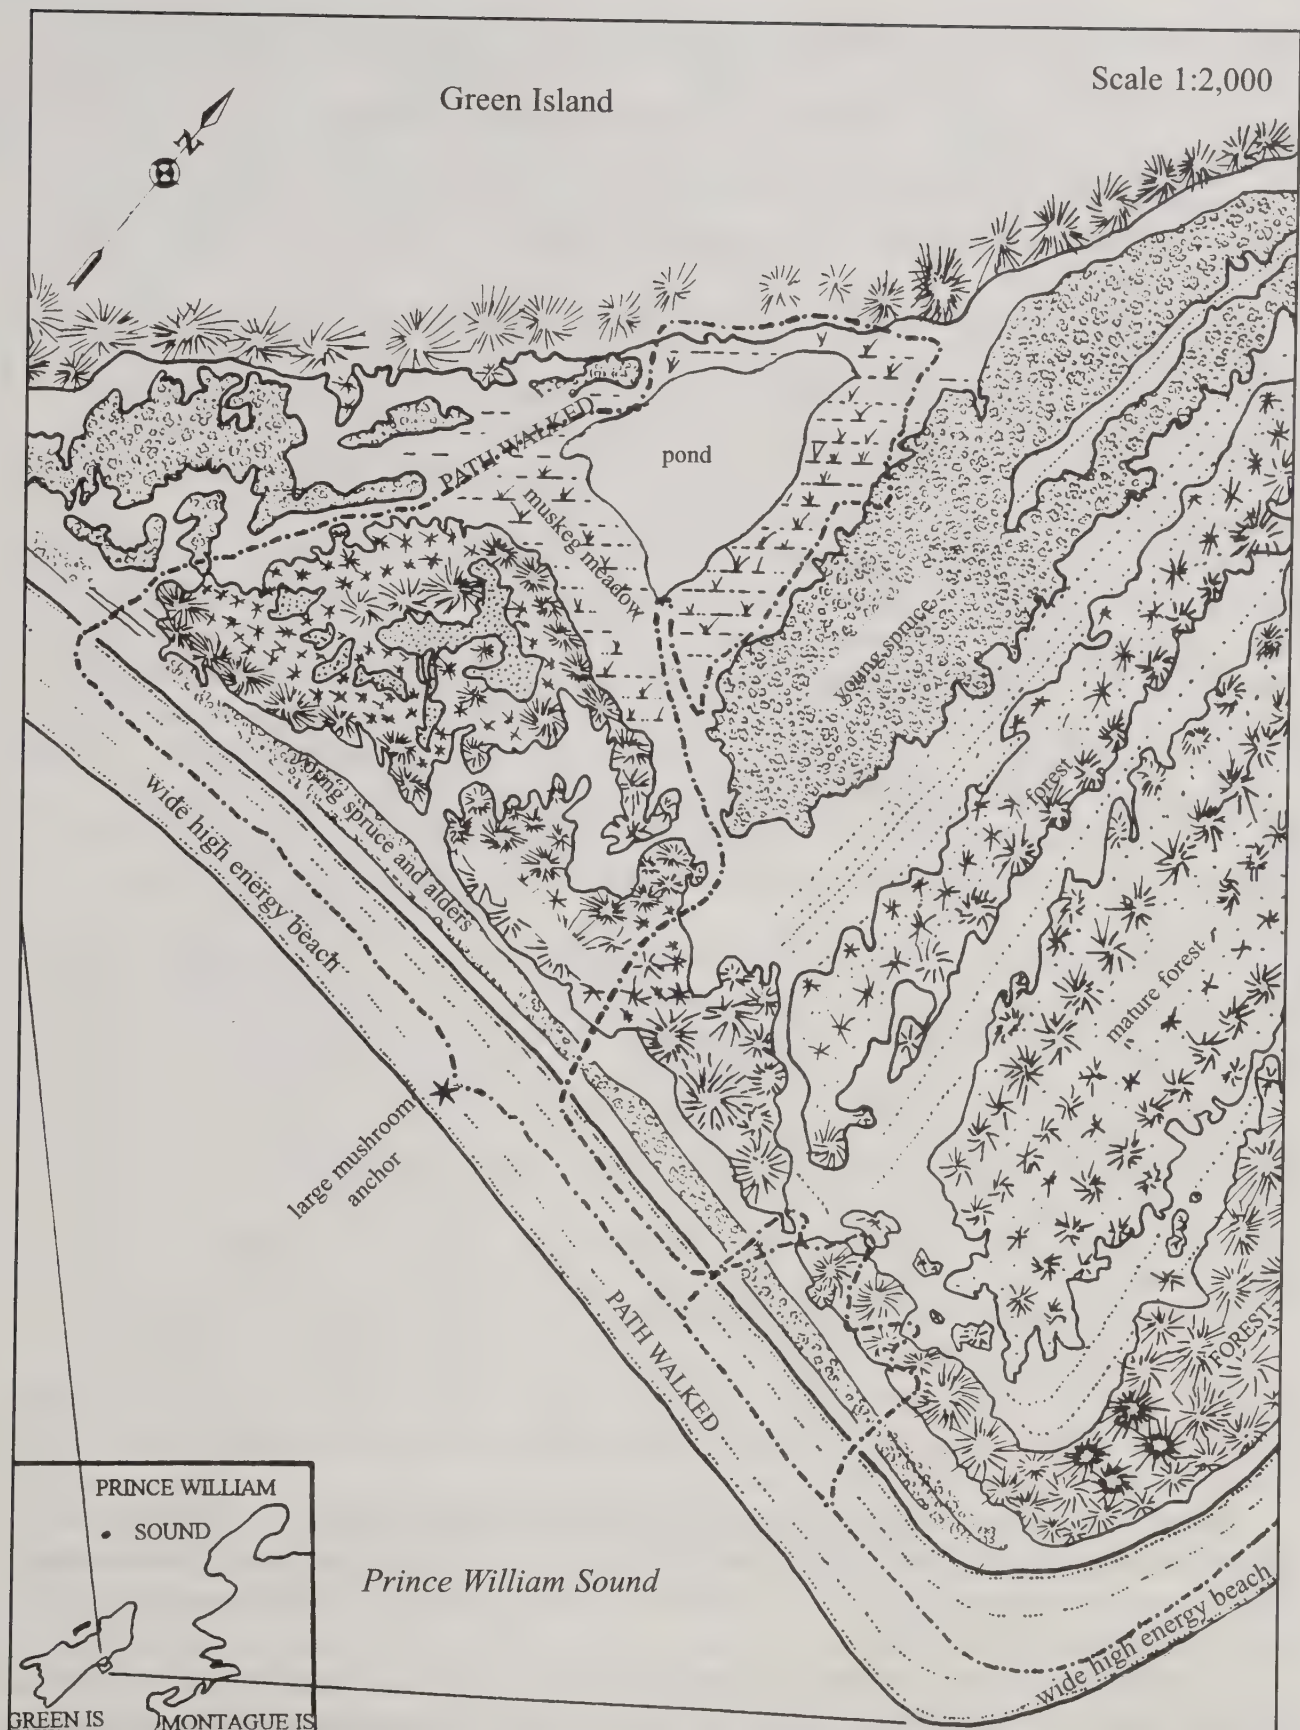 Green Island
Scale 1:2,000
N
PATH WALKED
pond
muskeg meadow
young spruce
wide high energy beach
young spruce and alders
forest
mature forest
large mushroom
anchor
PATH WALKED
FOREST
wide high energy beach
Prince William Sound
PRINCE WILLIAM
SOUND
GREEN IS
MONTAGUE IS